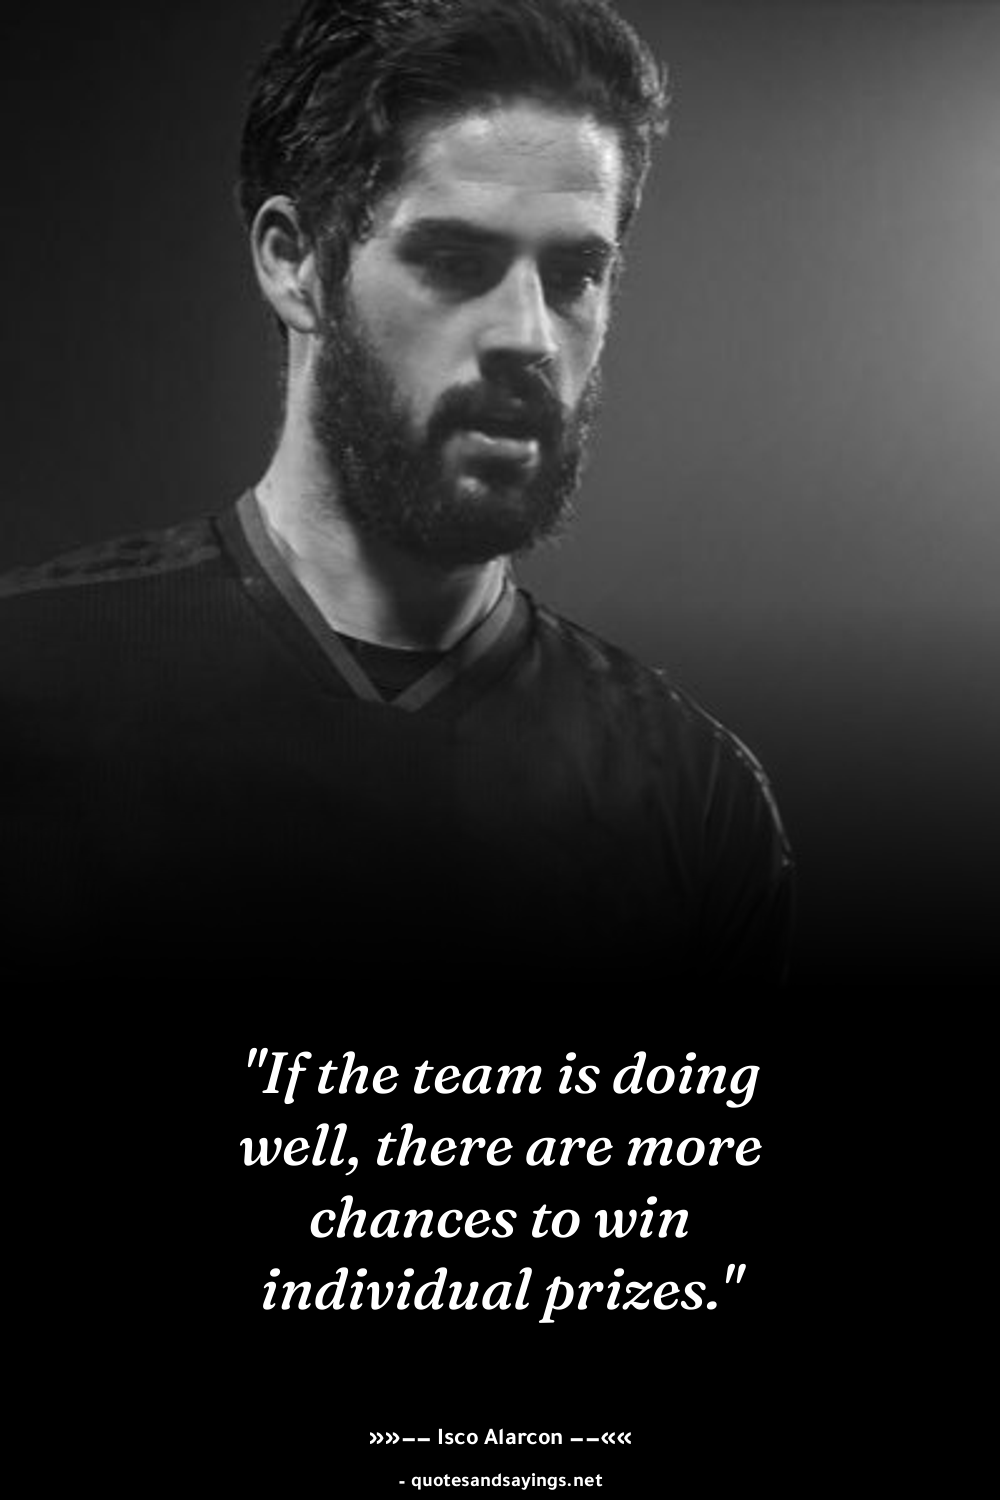 "If the team is doing
well, there are more
chances to win
individual prizes."
»»—— Isco Alarcon ——««
- quotesandsayings.net